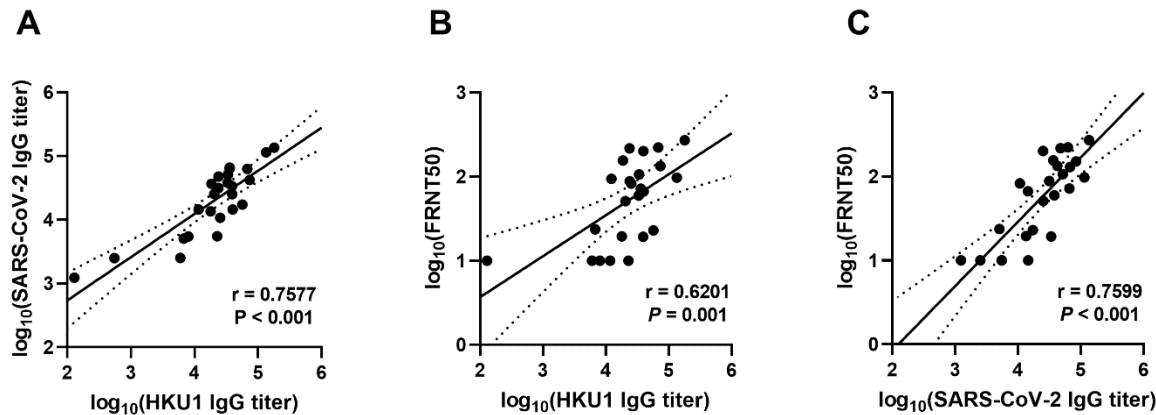 A
log10(SARS-CoV-2 IgG titer)
6
5
4
3
2
r = 0.7577
P < 0.001
2 3 4 5 6
log10(HKU1 IgG titer)
B
log10(FRNT50)
3
2
1
0
r = 0.6201
P = 0.001
2 3 4 5 6
log10(HKU1 IgG titer)
C
log10(FRNT50)
3
2
1
0
r = 0.7599
P < 0.001
2 3 4 5 6
log10(SARS-CoV-2 IgG titer)